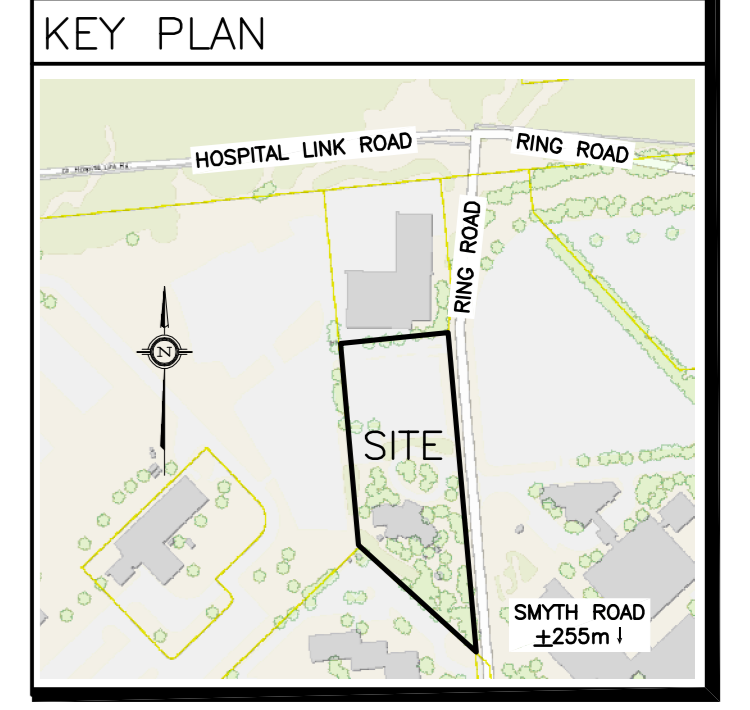 KEY PLAN
HOSPITAL LINK ROAD
RING ROAD
RING ROAD
N
SITE
SMYTH ROAD
±255m ↓